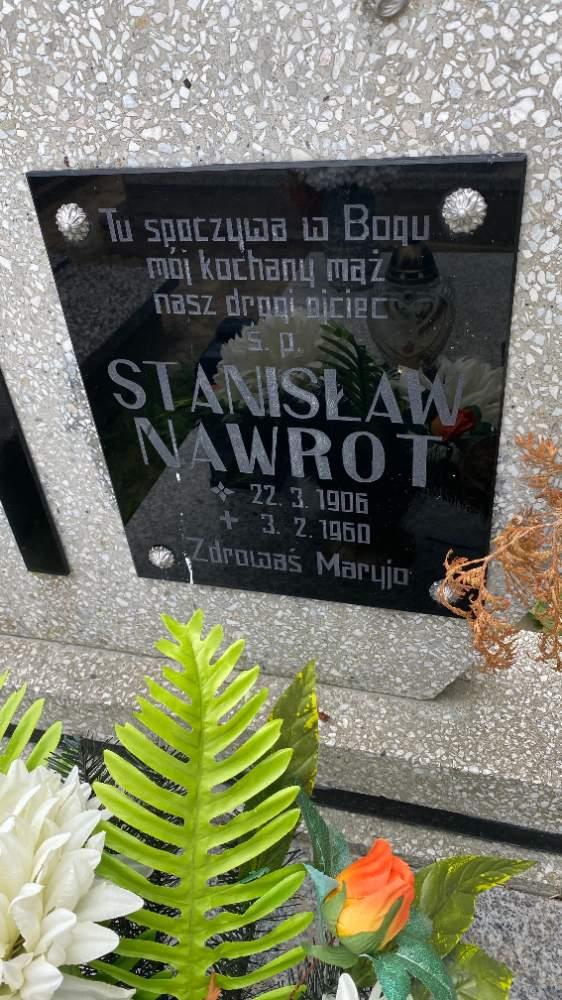 Tu spoczywa w Bogu
mój kochany mąż
nasz drogi ojciec
ś. p.
STANISŁAW
NAWROT
22. 3. 1906
+ 3. 2. 1960
Zdrowaś Maryjo